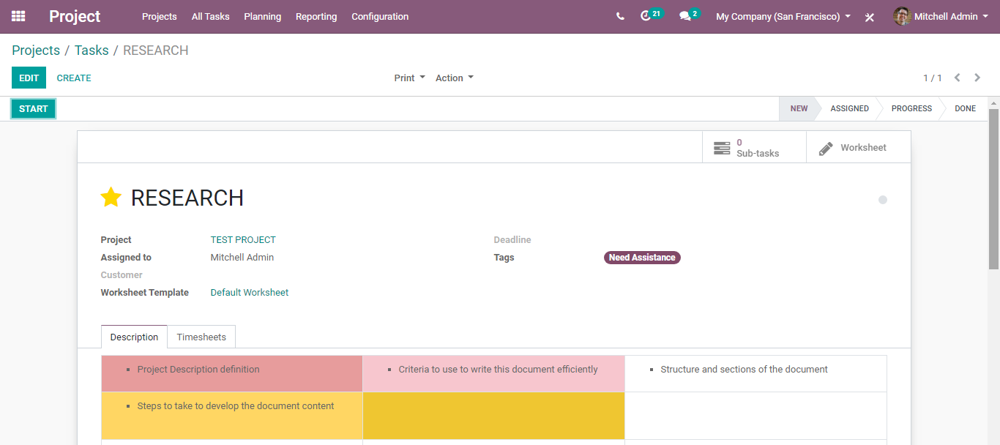 Project Projects All Tasks Planning Reporting Configuration 21 2 My Company (San Francisco) Mitchell Admin
Projects / Tasks / RESEARCH
EDIT CREATE Print Action 1 / 1
START NEW ASSIGNED PROGRESS DONE
0
Sub-tasks
Worksheet
RESEARCH
Project TEST PROJECT Deadline
Assigned to Mitchell Admin Tags Need Assistance
Customer
Worksheet Template Default Worksheet
Description Timesheets
Project Description definition Criteria to use to write this document efficiently Structure and sections of the document
Steps to take to develop the document content